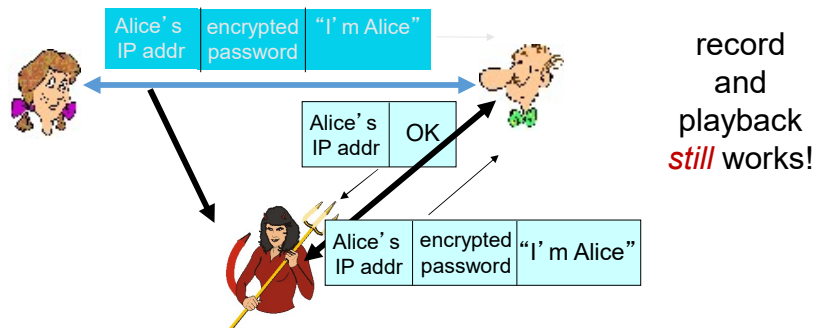 Alice’s
IP addr
encrypted
password
“I’m Alice”
record
and
playback
still works!
Alice’s
IP addr
OK
Alice’s
IP addr
encrypted
password
“I’m Alice”